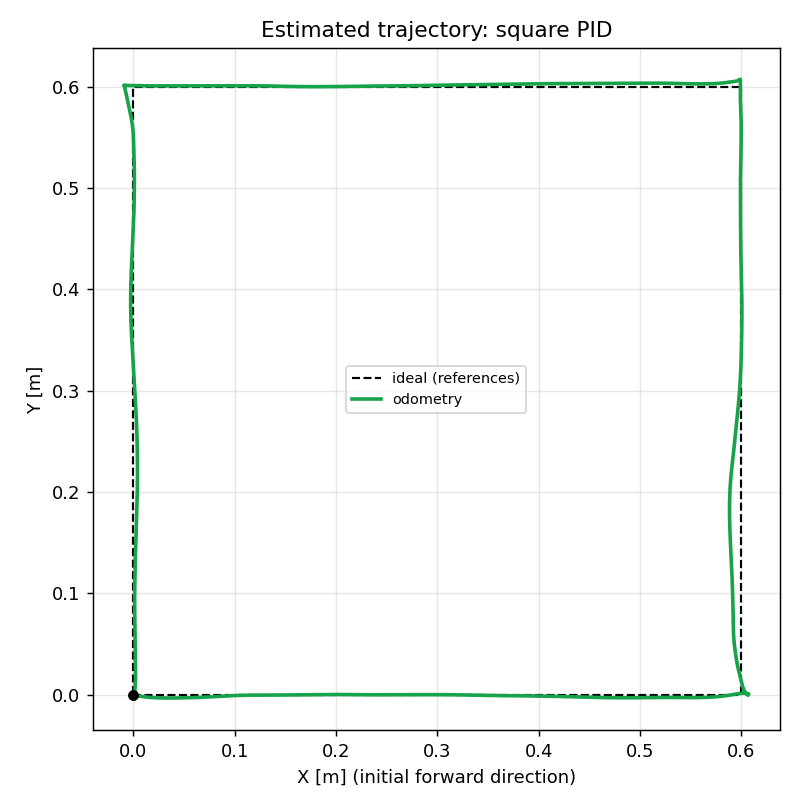 Estimated trajectory: square PID
0.6
0.5
0.4
0.3
0.2
0.1
0.0
Y [m]
ideal (references)
odometry
0.0 0.1 0.2 0.3 0.4 0.5 0.6
X [m] (initial forward direction)